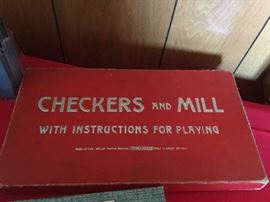 CHECKERS AND MILL
WITH INSTRUCTIONS FOR PLAYING